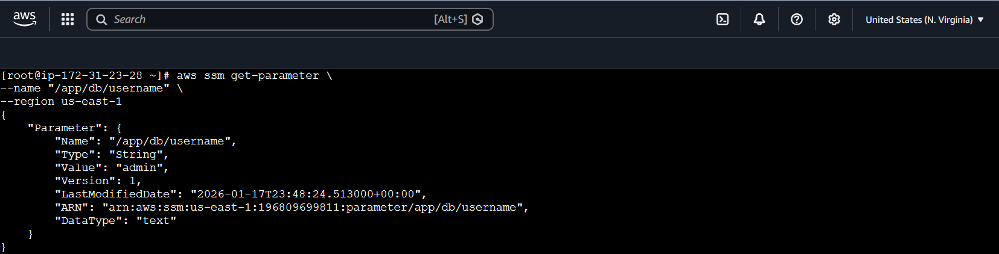 aws
Search [Alt+S] United States (N. Virginia)
[root@ip-172-31-23-28 ~]# aws ssm get-parameter \
--name "/app/db/username" \
--region us-east-1
{
    "Parameter": {
        "Name": "/app/db/username",
        "Type": "String",
        "Value": "admin",
        "Version": 1,
        "LastModifiedDate": "2026-01-17T23:48:24.513000+00:00",
        "ARN": "arn:aws:ssm:us-east-1:196809699811:parameter/app/db/username",
        "DataType": "text"
    }
}